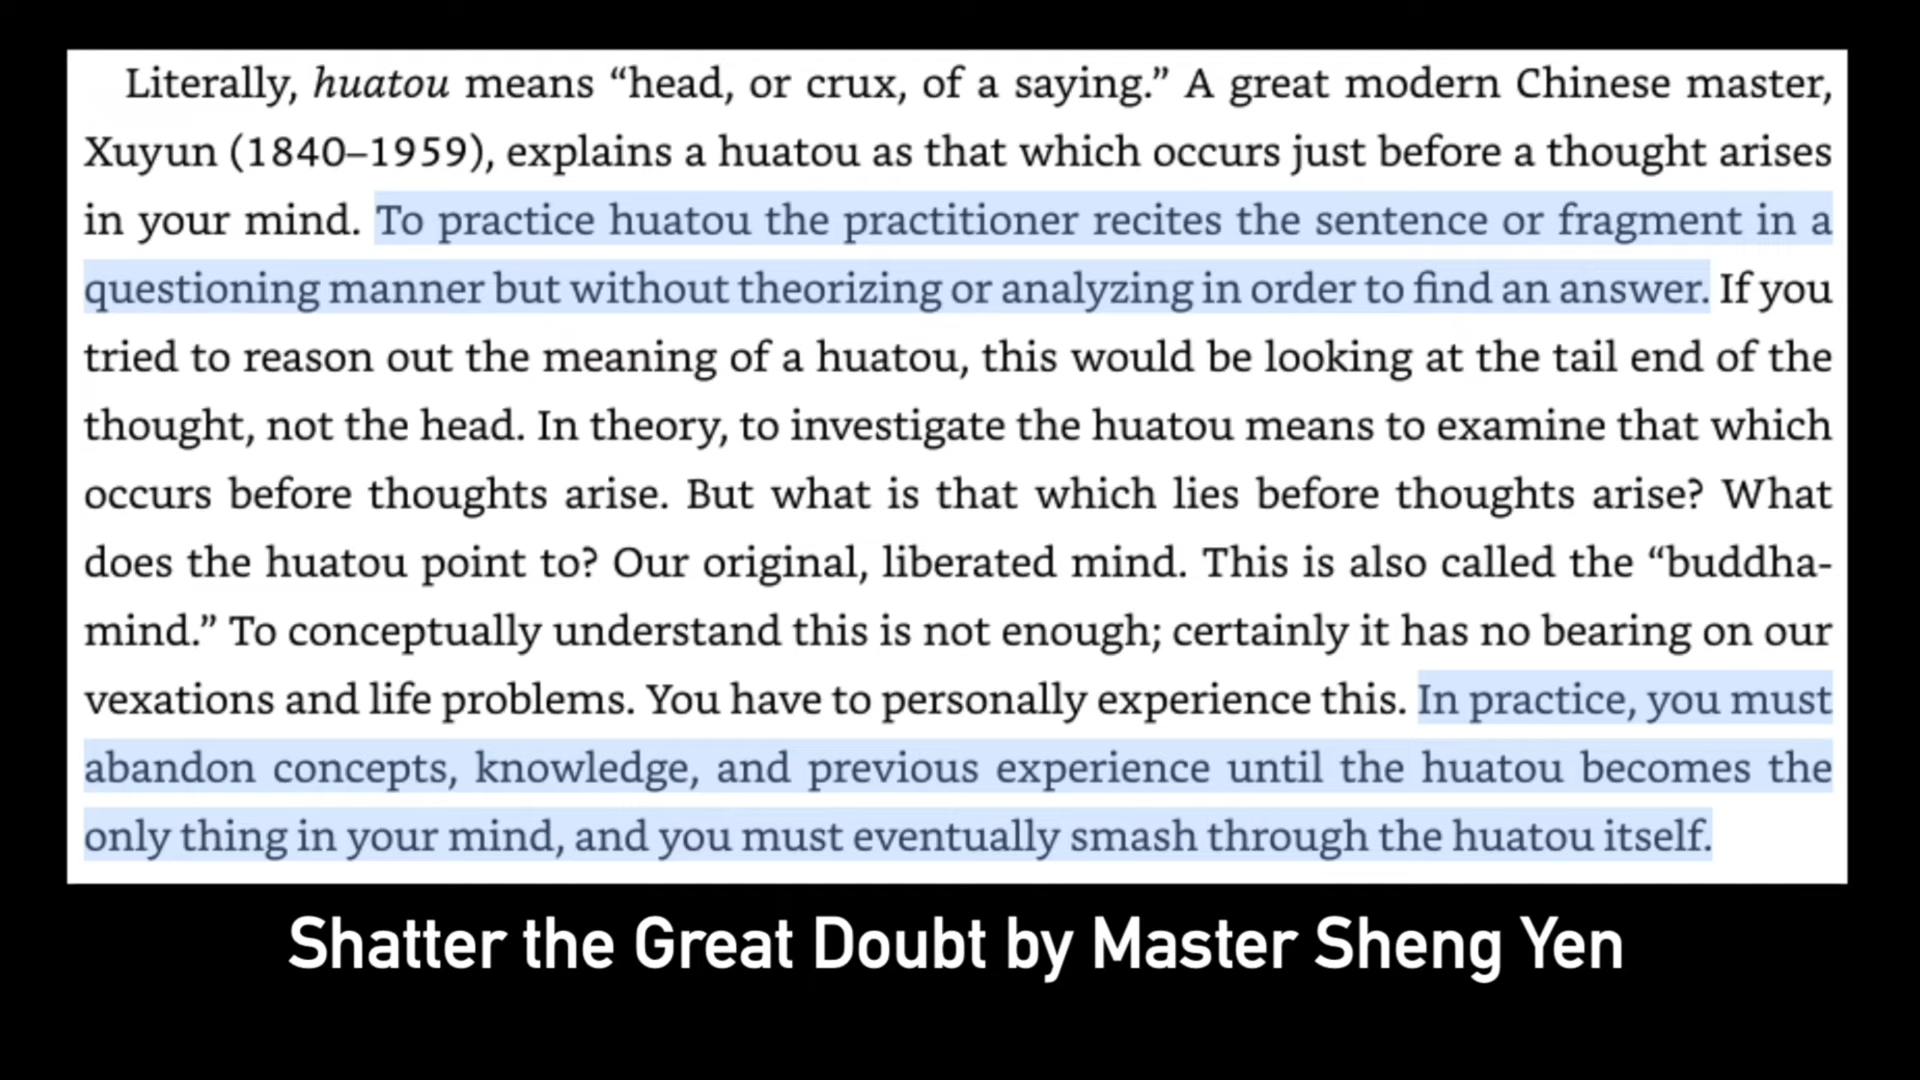 Literally, huatou means “head, or crux, of a saying.” A great modern Chinese master,
Xuyun (1840–1959), explains a huatou as that which occurs just before a thought arises
in your mind. To practice huatou the practitioner recites the sentence or fragment in a
questioning manner but without theorizing or analyzing in order to find an answer. If you
tried to reason out the meaning of a huatou, this would be looking at the tail end of the
thought, not the head. In theory, to investigate the huatou means to examine that which
occurs before thoughts arise. But what is that which lies before thoughts arise? What
does the huatou point to? Our original, liberated mind. This is also called the “buddha-
mind.” To conceptually understand this is not enough; certainly it has no bearing on our
vexations and life problems. You have to personally experience this. In practice, you must
abandon concepts, knowledge, and previous experience until the huatou becomes the
only thing in your mind, and you must eventually smash through the huatou itself.
Shatter the Great Doubt by Master Sheng Yen